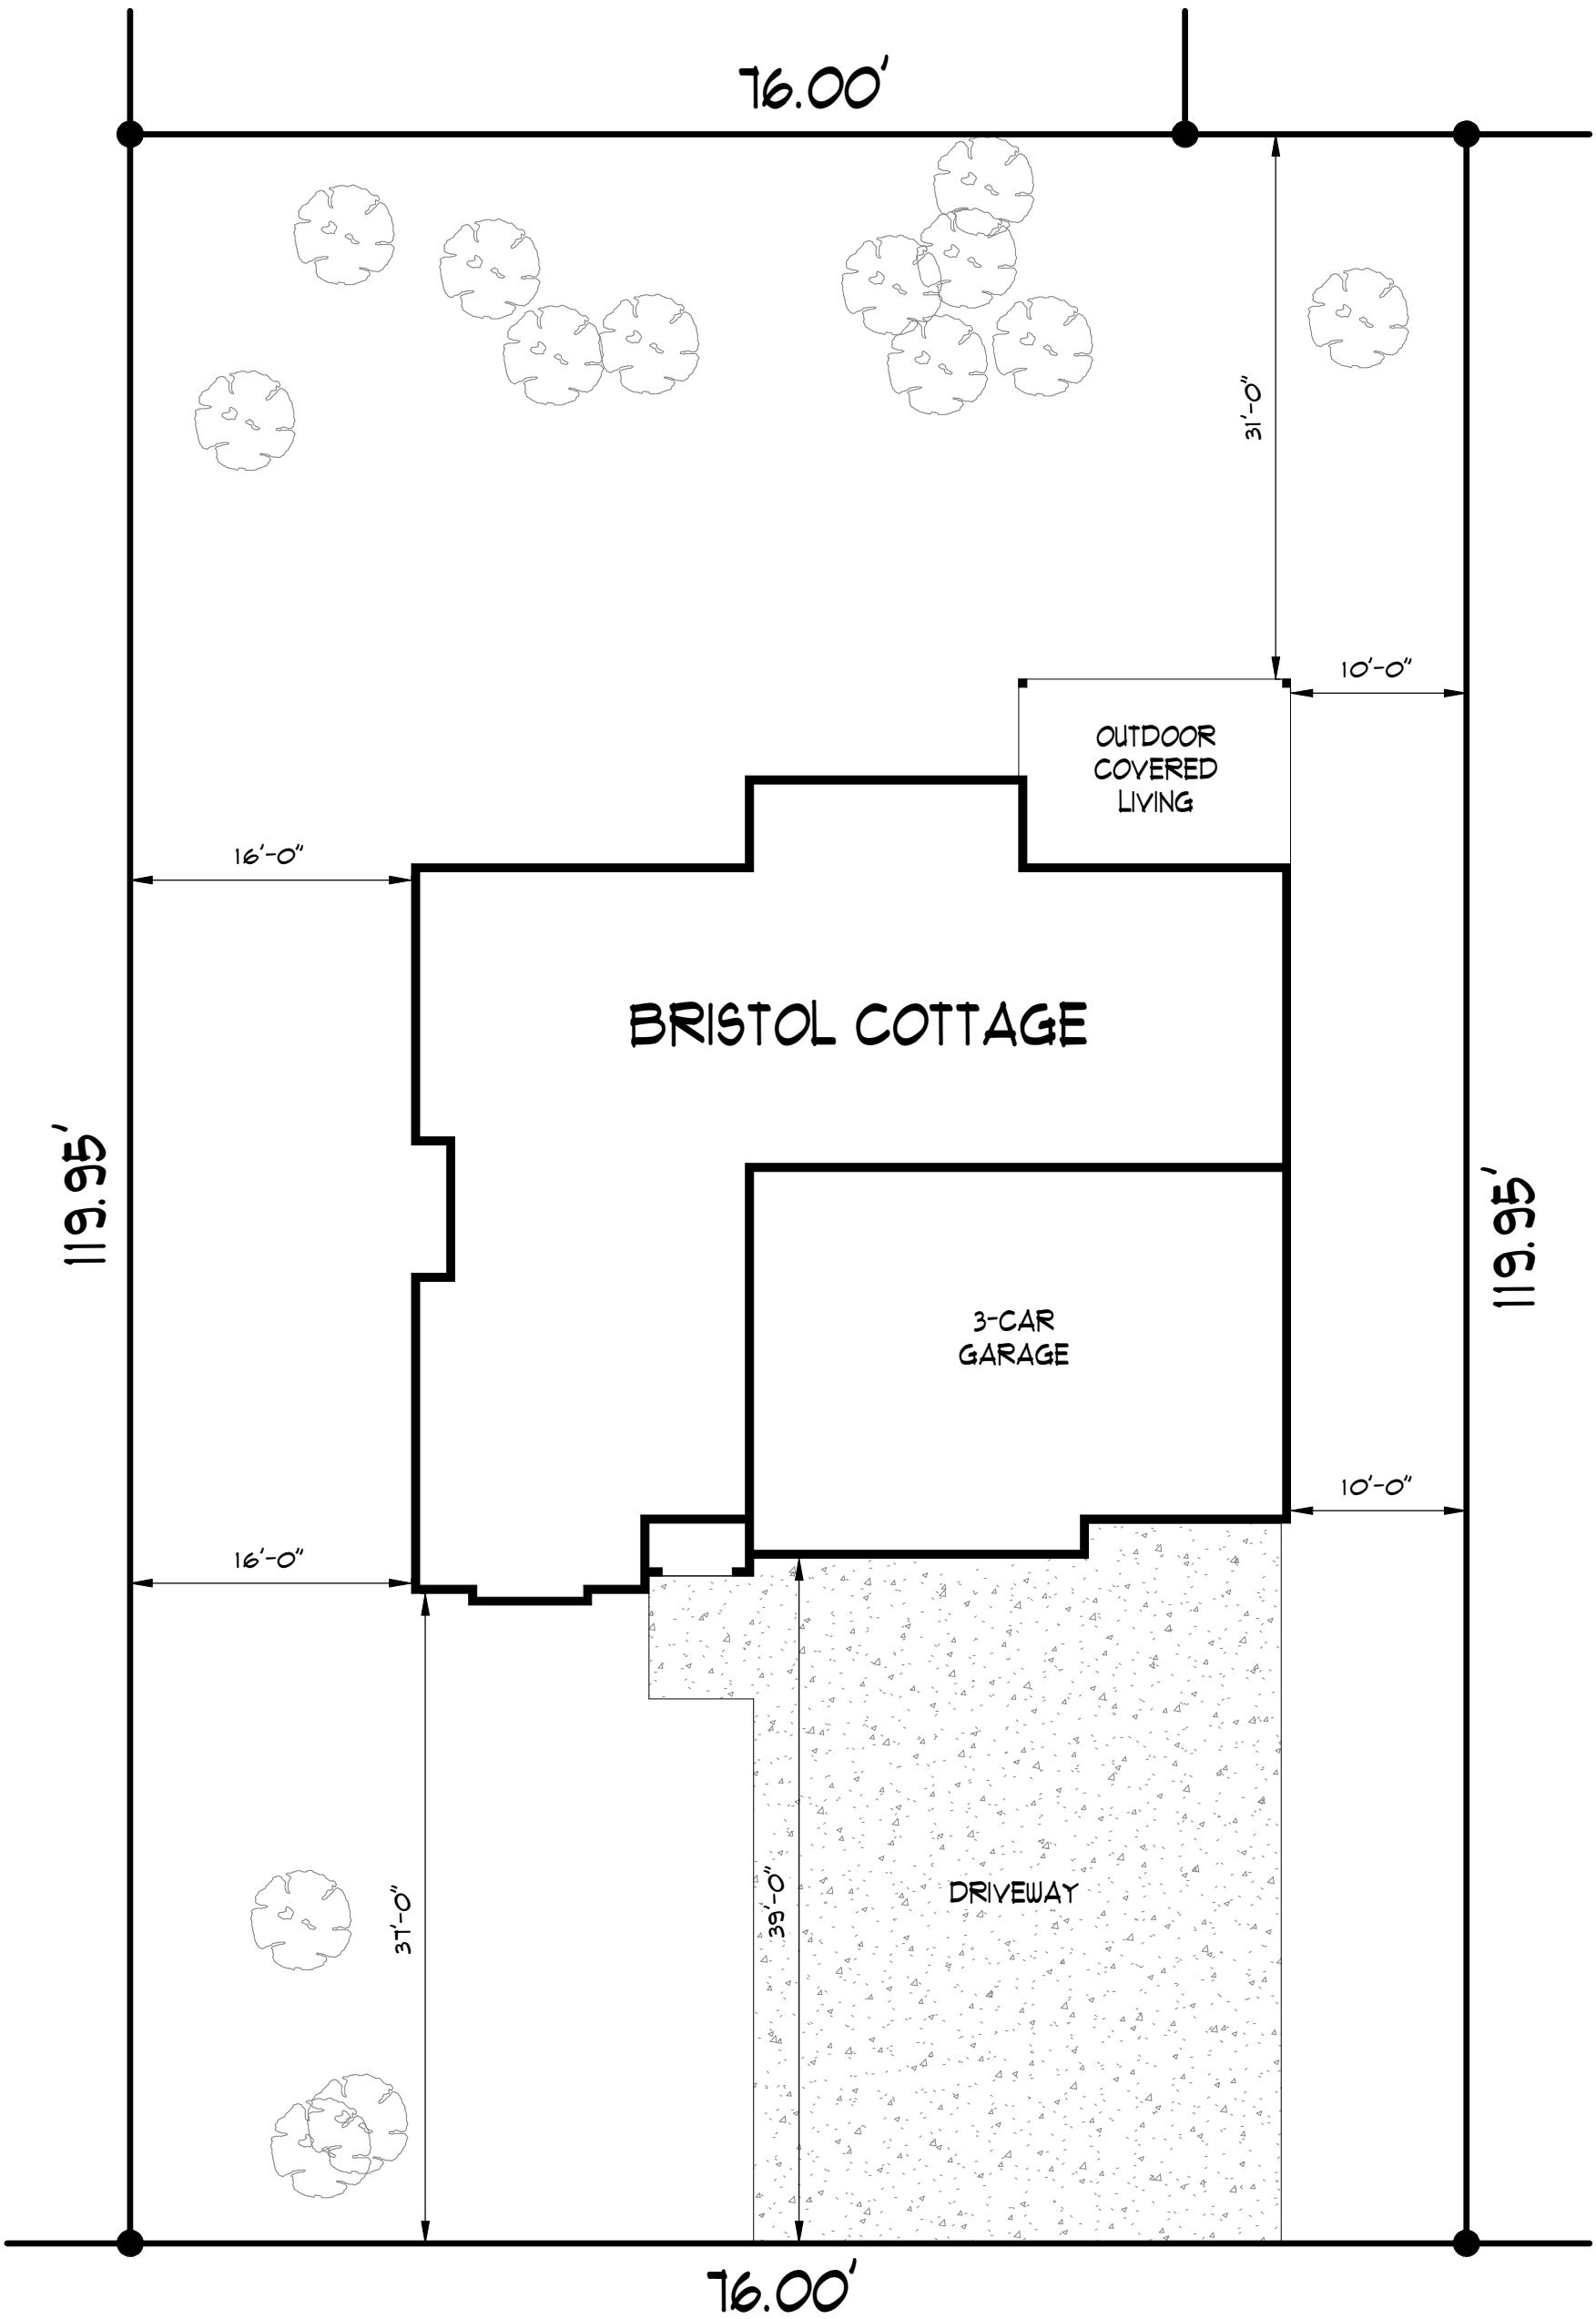 76.00'
31'-0"
10'-0"
OUTDOOR
COVERED
LIVING
16'-0"
BRISTOL COTTAGE
119.95'
119.95'
3-CAR
GARAGE
10'-0"
16'-0"
37'-0"
39'-0"
DRIVEWAY
76.00'